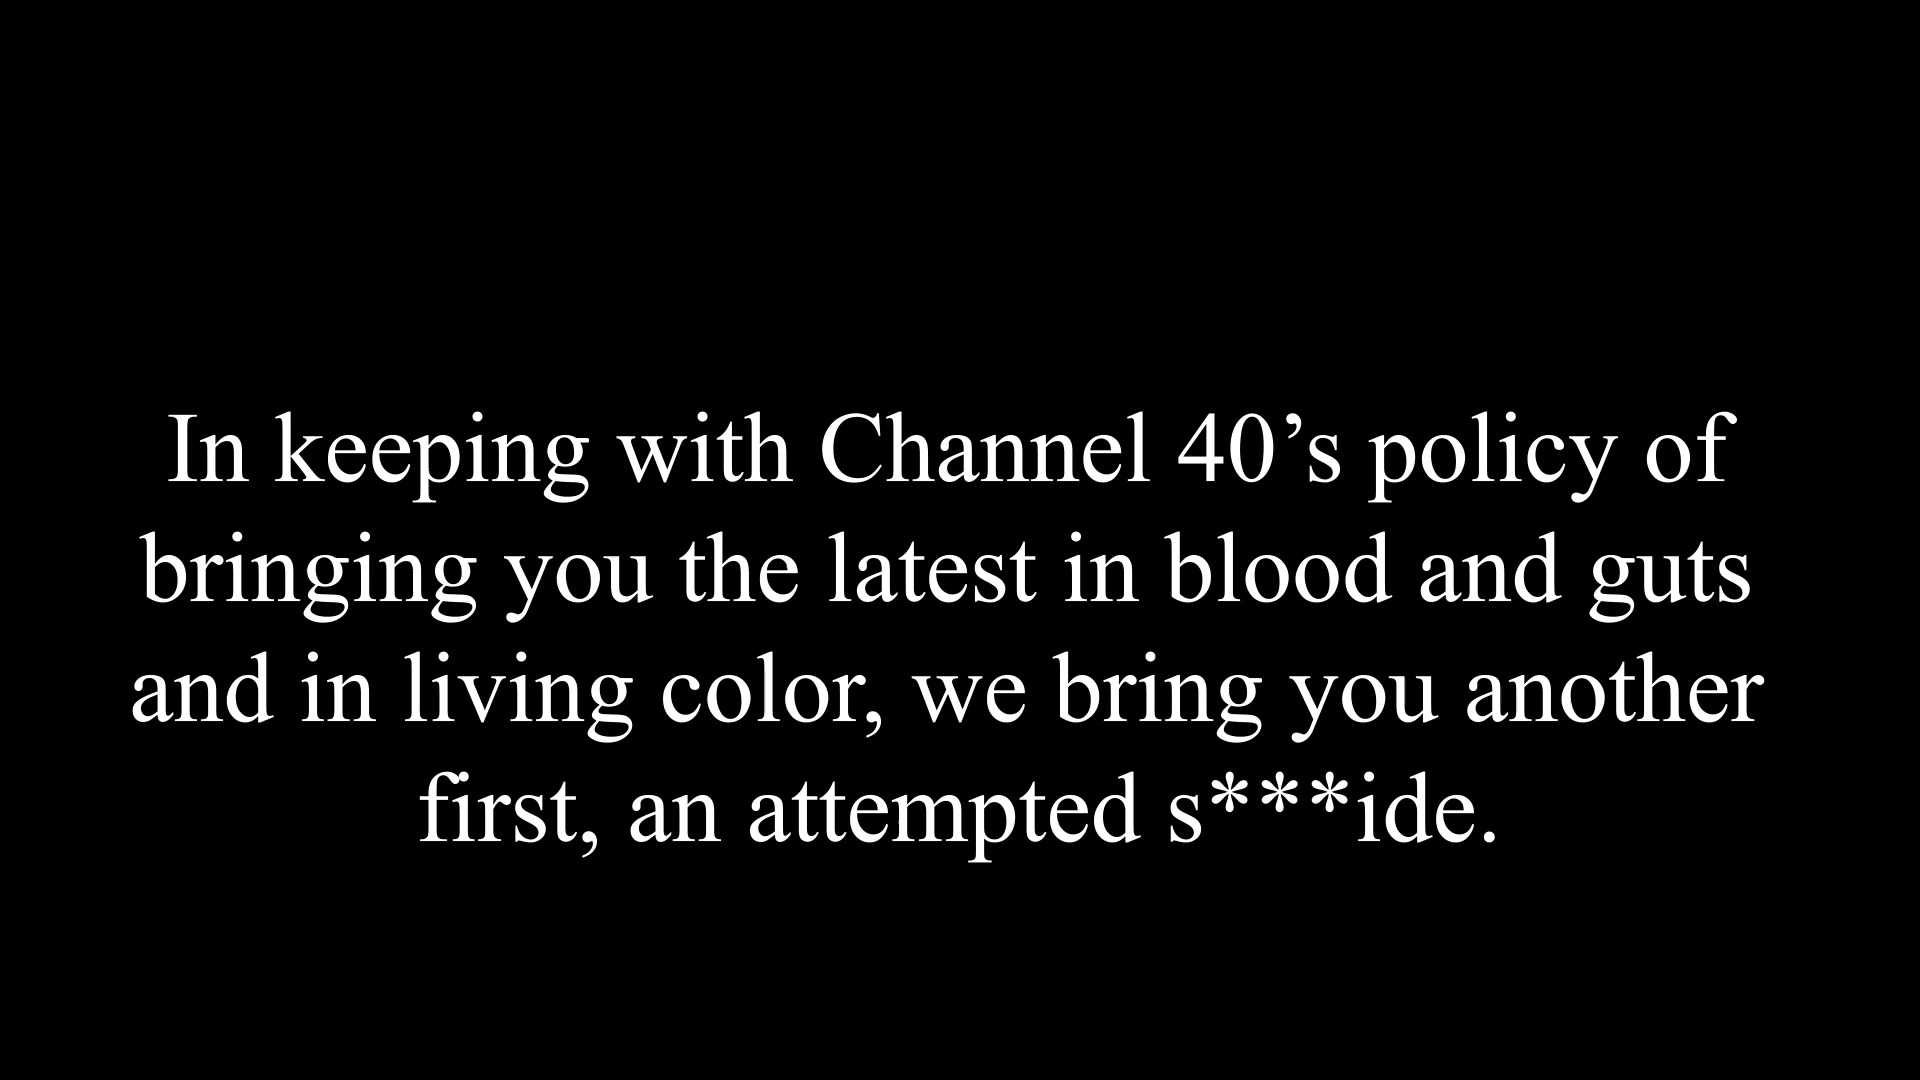 In keeping with Channel 40’s policy of
bringing you the latest in blood and guts
and in living color, we bring you another
first, an attempted s***ide.